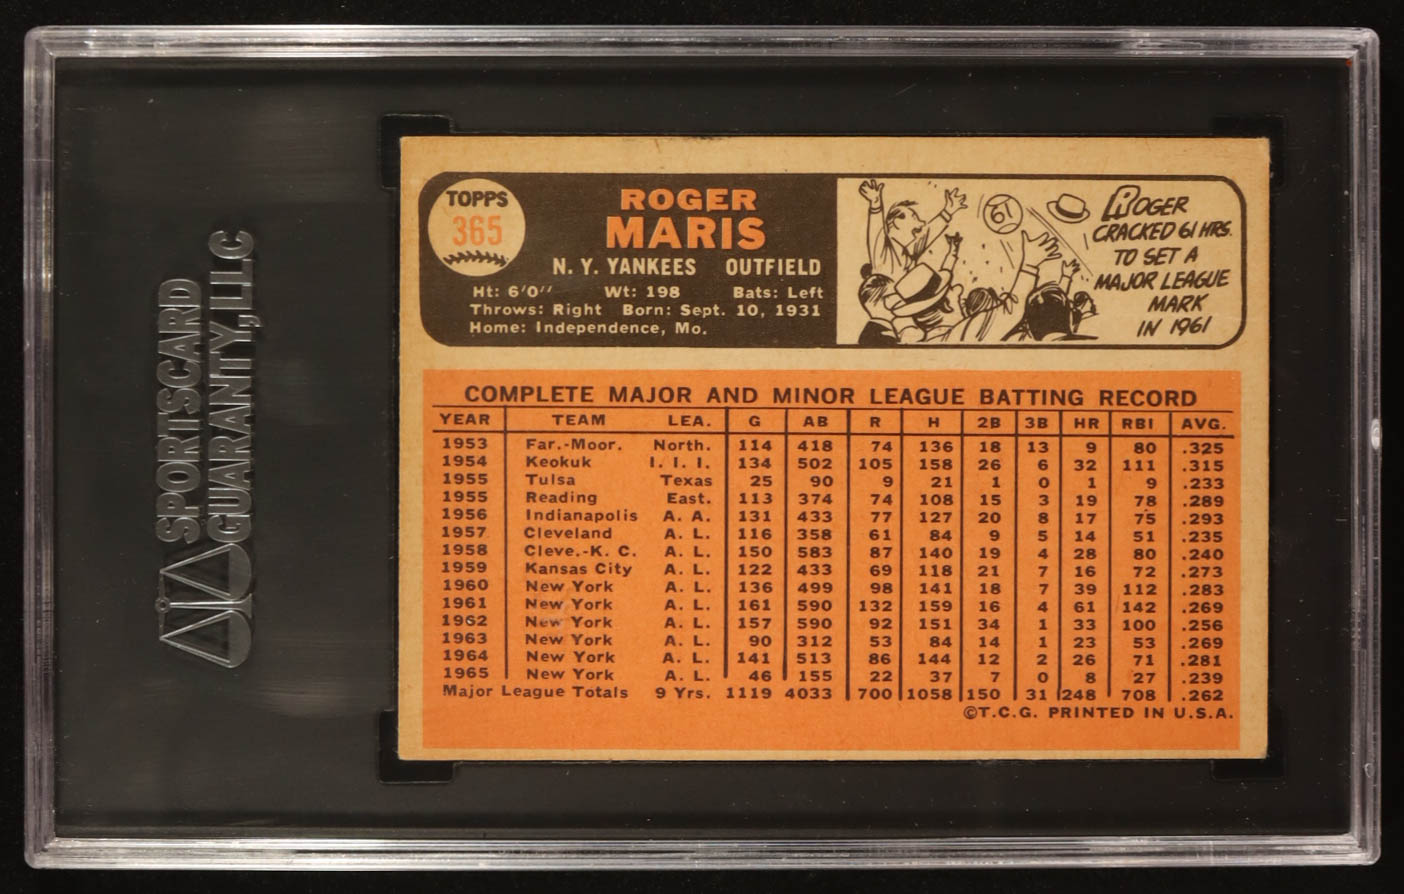 SPORTSCARD
GUARANTY,LLC
TOPPS
365
ROGER
MARIS
N. Y. YANKEES OUTFIELD
Ht: 6'0" Wt: 198 Bats: Left
Throws: Right Born: Sept. 10, 1931
Home: Independence, Mo.
61
ROGER
CRACKED 61 HRS.
TO SET A
MAJOR LEAGUE
MARK
IN 1961
COMPLETE MAJOR AND MINOR LEAGUE BATTING RECORD
YEAR TEAM LEA. G AB R H 2B 3B HR RBI AVG.
1953 Far.-Moor. North. 114 418 74 136 18 13 9 80 .325
1954 Keokuk I. I. I. 134 502 105 158 26 6 32 111 .315
1955 Tulsa Texas 25 90 9 21 1 0 1 9 .233
1955 Reading East. 113 374 74 108 15 3 19 78 .289
1956 Indianapolis A. A. 131 433 77 127 20 8 17 75 .293
1957 Cleveland A. L. 116 358 61 84 9 5 14 51 .235
1958 Cleve.-K. C. A. L. 150 583 87 140 19 4 28 80 .240
1959 Kansas City A. L. 122 433 69 118 21 7 16 72 .273
1960 New York A. L. 136 499 98 141 18 7 39 112 .283
1961 New York A. L. 161 590 132 159 16 4 61 142 .269
1962 New York A. L. 157 590 92 151 34 1 33 100 .256
1963 New York A. L. 90 312 53 84 14 1 23 53 .269
1964 New York A. L. 141 513 86 144 12 2 26 71 .281
1965 New York A. L. 46 155 22 37 7 0 8 27 .239
Major League Totals 9 Yrs. 1119 4033 700 1058 150 31 248 708 .262
©T.C.G. PRINTED IN U.S.A.